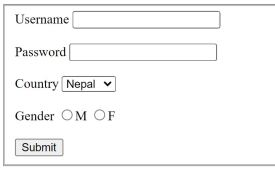 Username
Password
Country Nepal
Gender M F
Submit